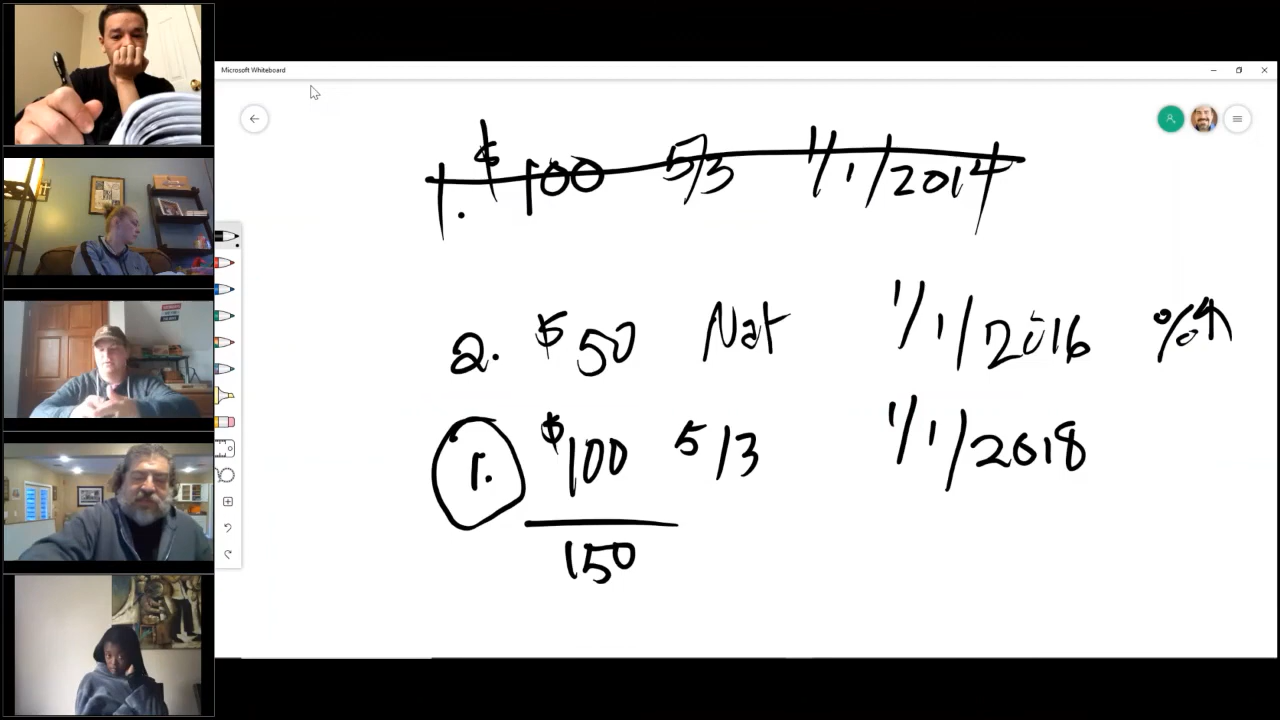 Microsoft Whiteboard
1. $100 5/3 1/1/2014
2. $50 Nat 1/1/2016 %
1. $100 5/3 1/1/2018
150